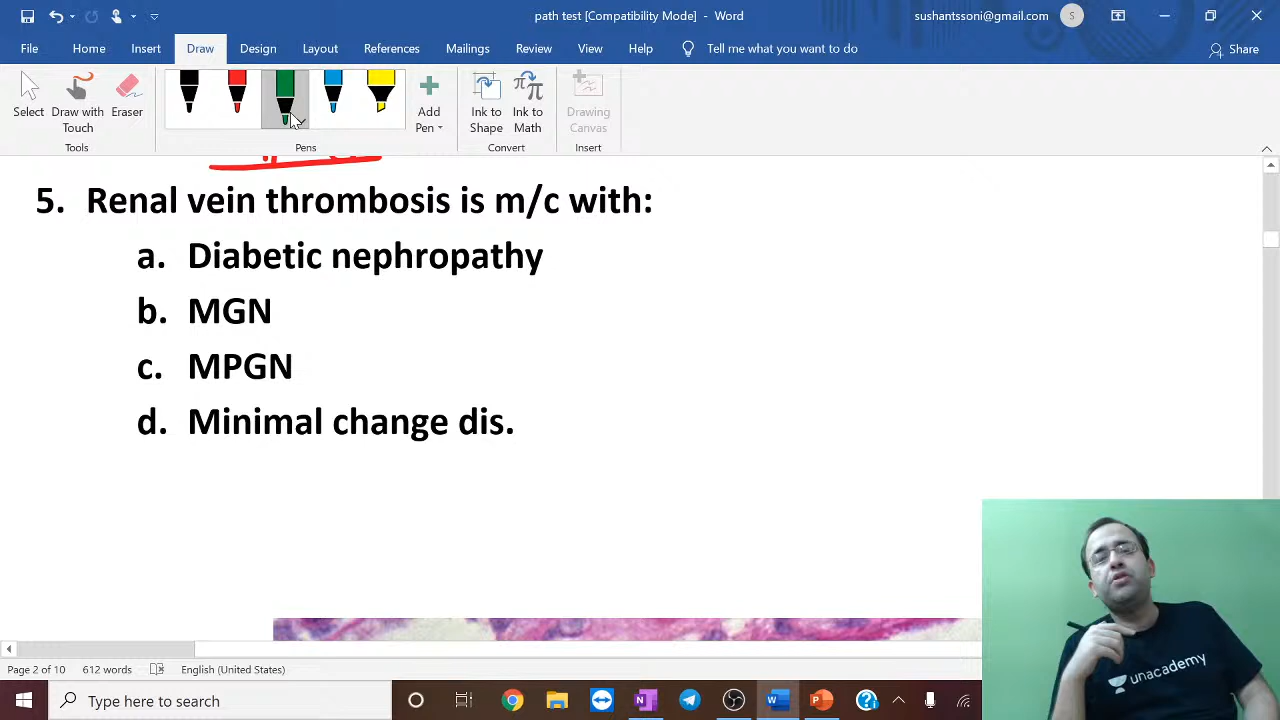 path test [Compatibility Mode] - Word
sushantssoni@gmail.com
S
File
Home
Insert
Draw
Design
Layout
References
Mailings
Review
View
Help
Tell me what you want to do
Share
Select
Draw with Touch
Eraser
Add Pen
Ink to Shape
Ink to Math
Drawing Canvas
Tools
Pens
Convert
Insert
5. Renal vein thrombosis is m/c with:
a. Diabetic nephropathy
b. MGN
c. MPGN
d. Minimal change dis.
unacademy
Page 2 of 10
612 words
English (United States)
Type here to search